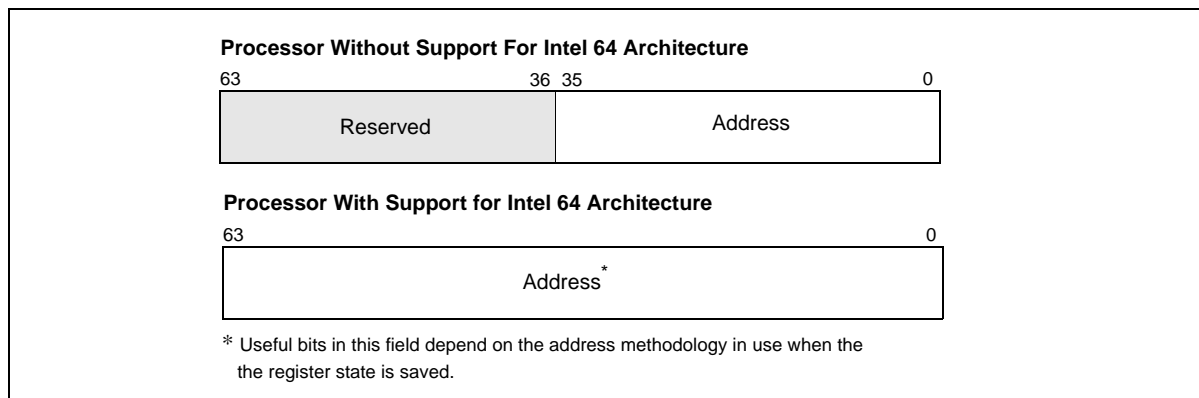 Processor Without Support For Intel 64 Architecture
63 36 35 0
Reserved Address
Processor With Support for Intel 64 Architecture
63 0
Address*
* Useful bits in this field depend on the address methodology in use when the
the register state is saved.